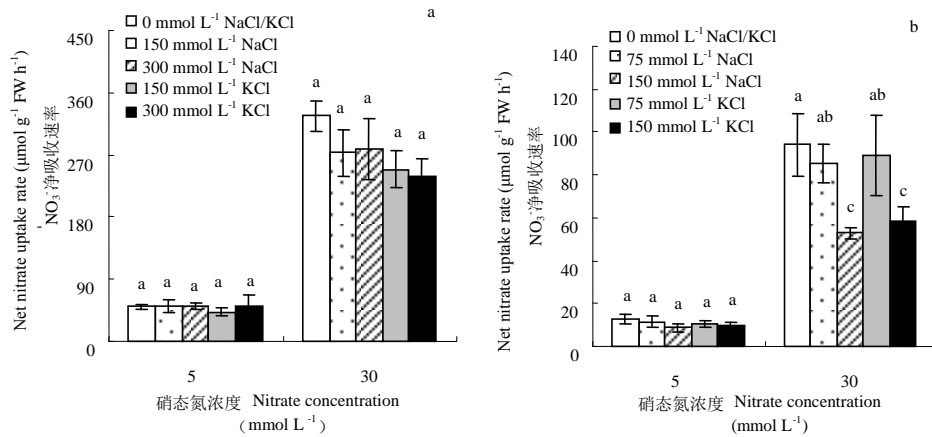 Net nitrate uptake rate (μmol g⁻¹ FW h⁻¹)
NO₃⁻净吸收速率
450
360
270
180
90
0
a
0 mmol L⁻¹ NaCl/KCl
150 mmol L⁻¹ NaCl
300 mmol L⁻¹ NaCl
150 mmol L⁻¹ KCl
300 mmol L⁻¹ KCl
a a a a a
a a a a a
5 30
硝态氮浓度 Nitrate concentration
(mmol L⁻¹)
Net nitrate uptake rate (μmol g⁻¹ FW h⁻¹)
NO₃⁻净吸收速率
140
120
100
80
60
40
20
0
b
0 mmol L⁻¹ NaCl/KCl
75 mmol L⁻¹ NaCl
150 mmol L⁻¹ NaCl
75 mmol L⁻¹ KCl
150 mmol L⁻¹ KCl
a a a a a
a ab c ab c
5 30
硝态氮浓度 Nitrate concentration
(mmol L⁻¹)